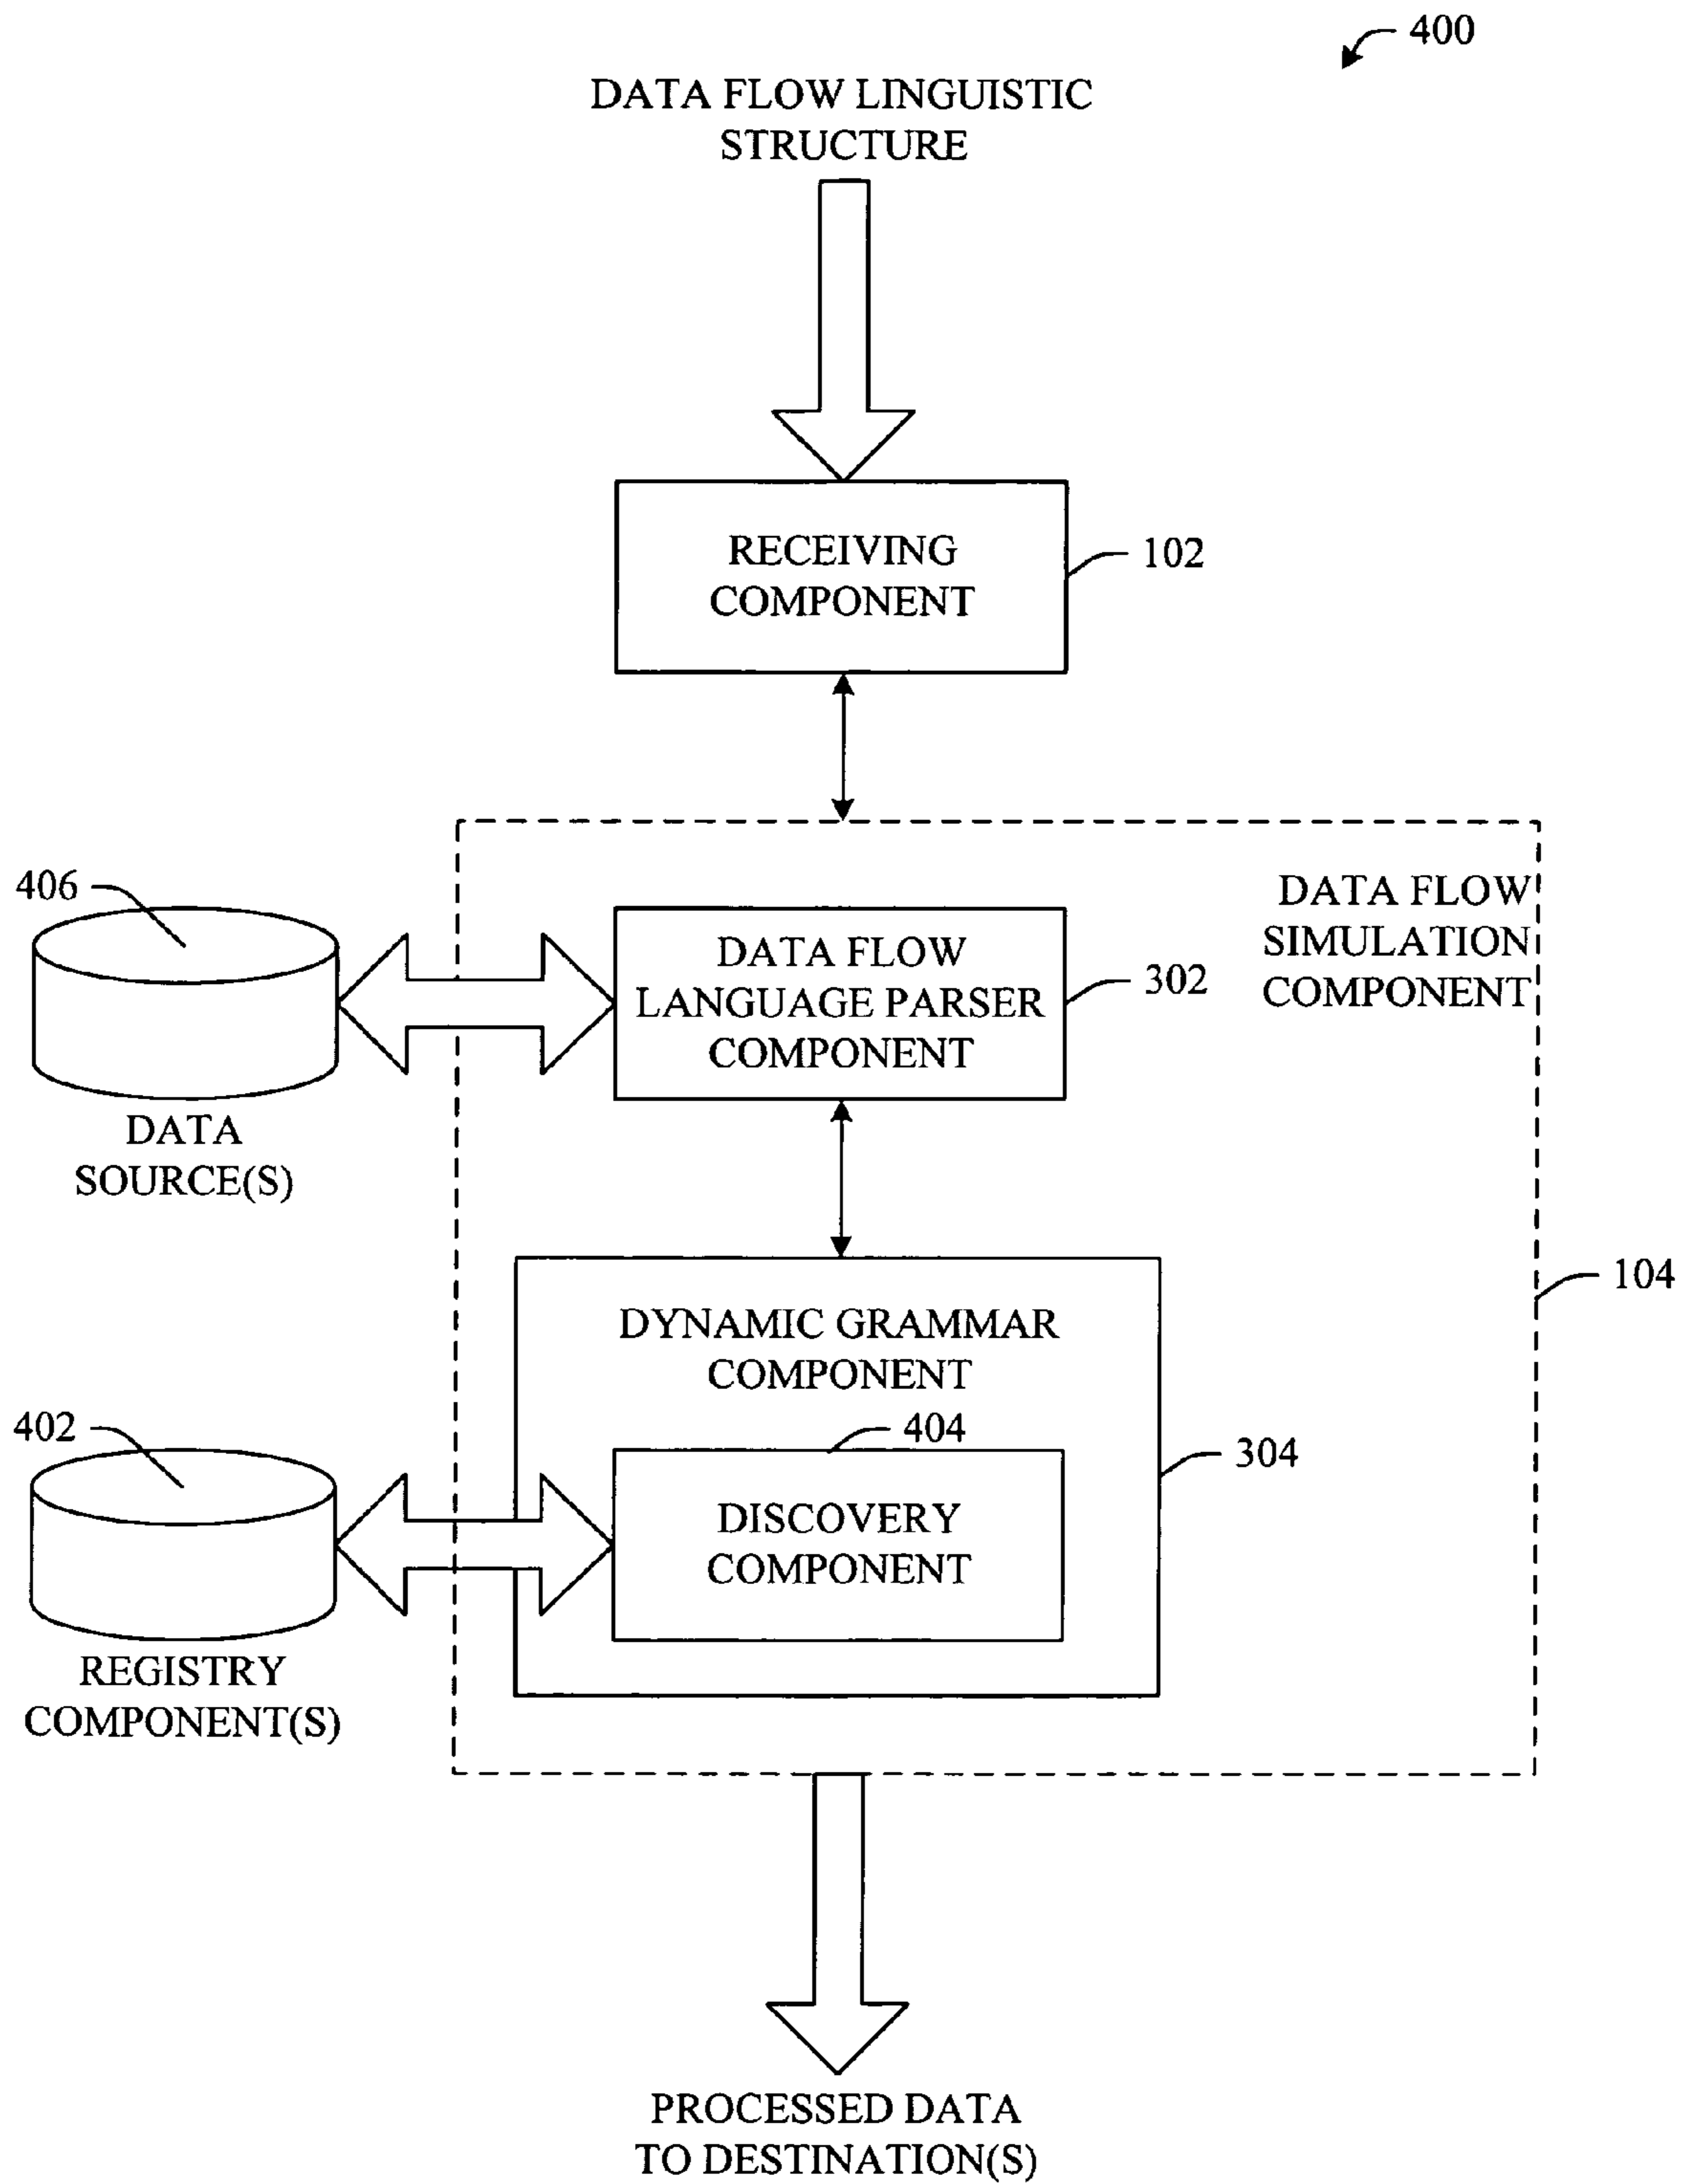 400
DATA FLOW LINGUISTIC
STRUCTURE
RECEIVING
COMPONENT
102
406
DATA FLOW
SIMULATION
COMPONENT
DATA FLOW
LANGUAGE PARSER
COMPONENT
302
DATA
SOURCE(S)
104
DYNAMIC GRAMMAR
COMPONENT
402
404
304
DISCOVERY
COMPONENT
REGISTRY
COMPONENT(S)
PROCESSED DATA
TO DESTINATION(S)